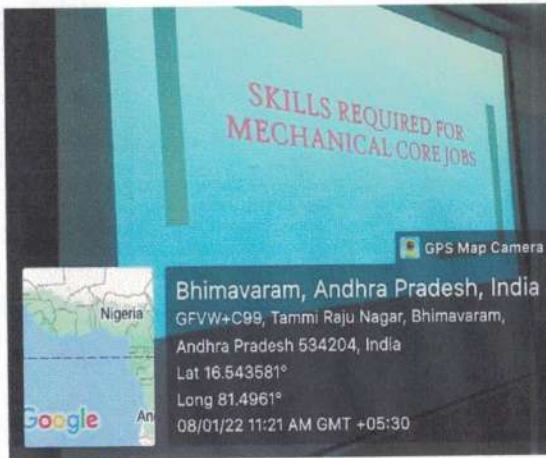 SKILLS REQUIRED FOR
MECHANICAL CORE JOBS
GPS Map Camera
Nigeria
Google
An
Bhimavaram, Andhra Pradesh, India
GFVW+C99, Tammi Raju Nagar, Bhimavaram,
Andhra Pradesh 534204, India
Lat 16.543581°
Long 81.4961°
08/01/22 11:21 AM GMT +05:30